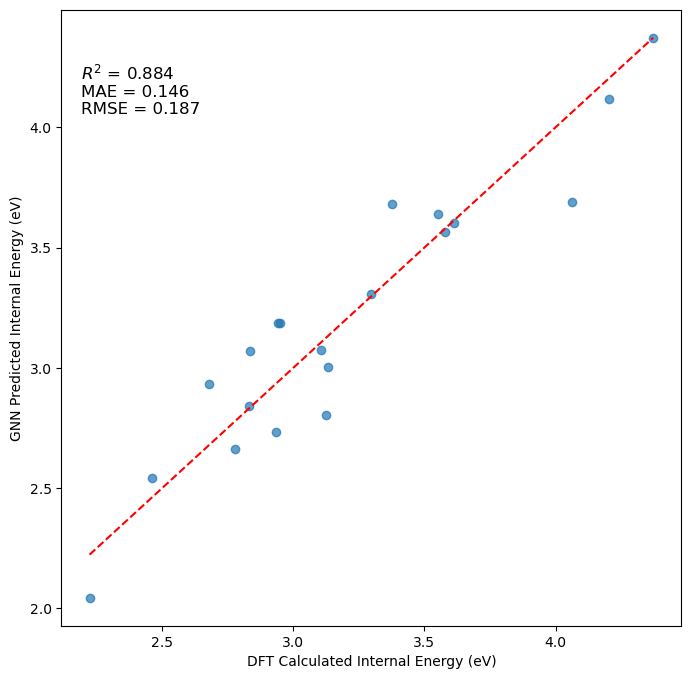 R² = 0.884
MAE = 0.146
RMSE = 0.187
4.0
3.5
3.0
2.5
2.0
GNN Predicted Internal Energy (eV)
2.5 3.0 3.5 4.0
DFT Calculated Internal Energy (eV)